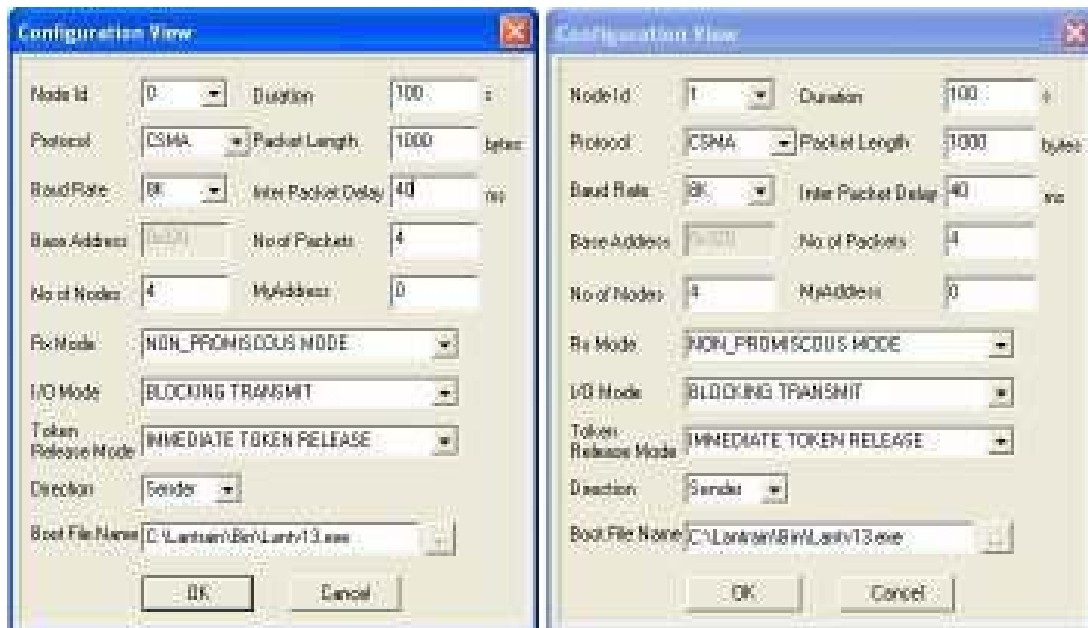 Configuration View
Node Id 0 Duration 100 s
Protocol CSMA Packet Length 1000 bytes
Baud Rate 8K Inter Packet Delay 40 ms
Base Address No of Packets 4
No of Nodes 4 MyAddress 0
Rx Mode NON_PROMISCOUS MODE
I/O Mode BLOCKING TRANSMIT
Token
Release Mode IMMEDIATE TOKEN RELEASE
Direction Sender
Boot File Name C:\Lantrain\Bin\Lantv13.exe
OK Cancel
Configuration View
Node Id 1 Duration 100 s
Protocol CSMA Packet Length 1000 bytes
Baud Rate 8K Inter Packet Delay 40 ms
Base Address No of Packets 4
No of Nodes 4 MyAddress 0
Rx Mode NON_PROMISCOUS MODE
I/O Mode BLOCKING TRANSMIT
Token
Release Mode IMMEDIATE TOKEN RELEASE
Direction Sender
Boot File Name C:\Lantrain\Bin\Lantv13.exe
OK Cancel